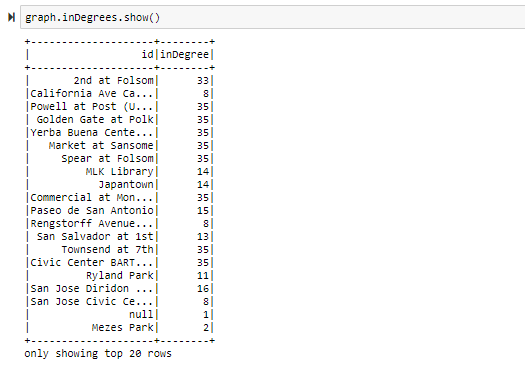 graph.inDegrees.show()
+--------------------+--------+
|                  id|inDegree|
+--------------------+--------+
|       2nd at Folsom|      33|
|California Ave Ca...|       8|
|Powell at Post (U...|      35|
| Golden Gate at Polk|      35|
|Yerba Buena Cente...|      35|
|   Market at Sansome|      35|
|     Spear at Folsom|      35|
|         MLK Library|      14|
|           Japantown|      14|
|Commercial at Mon...|      35|
|Paseo de San Antonio|      15|
|Rengstorff Avenue...|       8|
| San Salvador at 1st|      13|
|     Townsend at 7th|      35|
|Civic Center BART...|      35|
|         Ryland Park|      11|
|San Jose Diridon ...|      16|
|San Jose Civic Ce...|       8|
|                null|       1|
|          Mezes Park|       2|
+--------------------+--------+
only showing top 20 rows